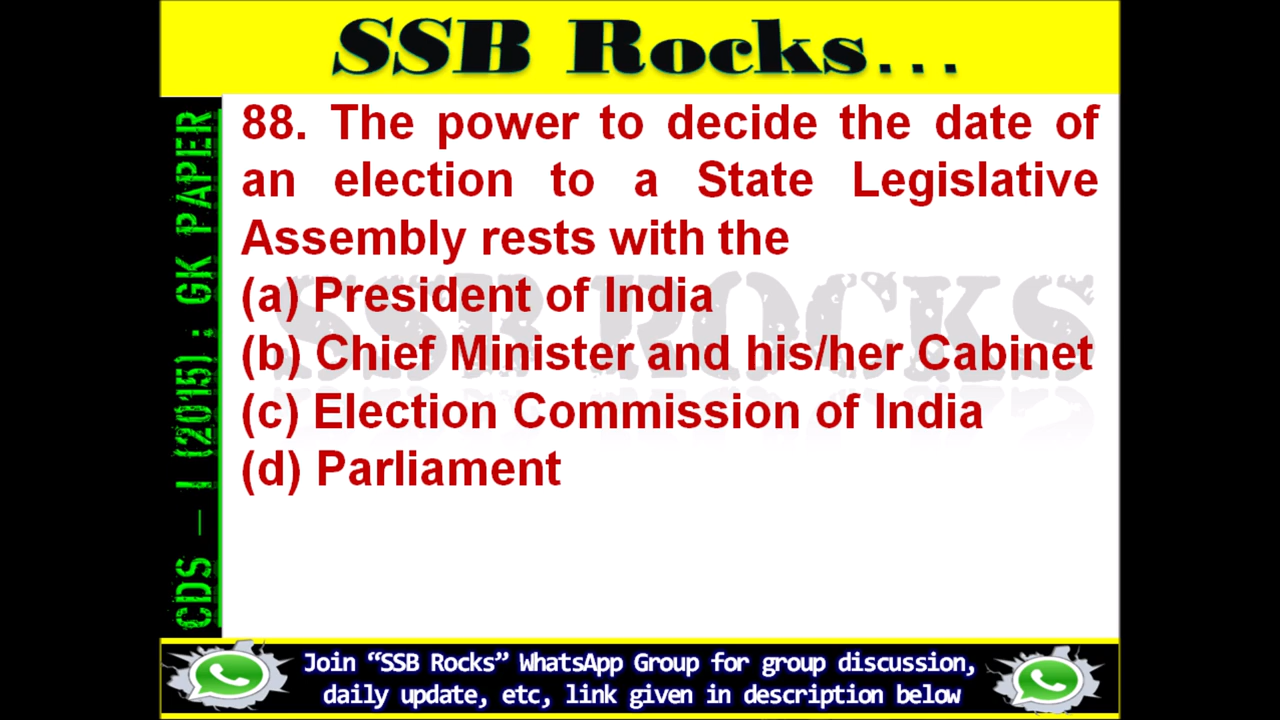 SSB Rocks...
CDS – I (2015) : GK PAPER
88. The power to decide the date of
an election to a State Legislative
Assembly rests with the
(a) President of India
(b) Chief Minister and his/her Cabinet
(c) Election Commission of India
(d) Parliament
SSB ROCKS
Join “SSB Rocks” WhatsApp Group for group discussion,
daily update, etc, link given in description below